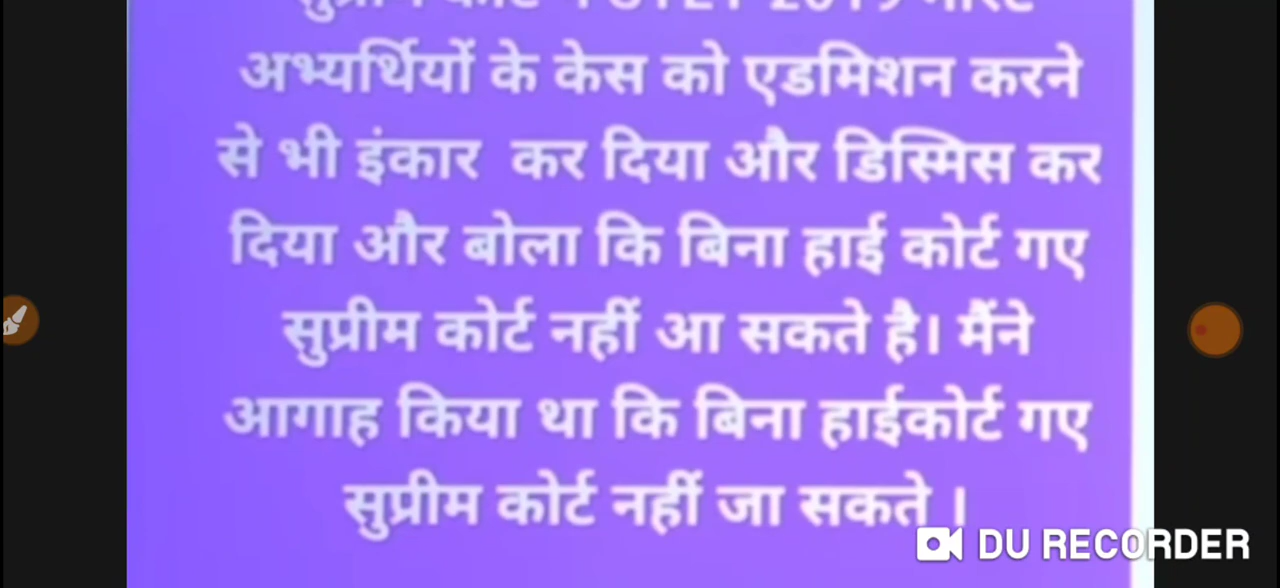 अभ्यर्थियों के केस को एडमिशन करने
से भी इंकार कर दिया और डिस्मिस कर
दिया और बोला कि बिना हाई कोर्ट गए
सुप्रीम कोर्ट नहीं आ सकते है। मैंने
आगाह किया था कि बिना हाईकोर्ट गए
सुप्रीम कोर्ट नहीं जा सकते ।
DU RECORDER